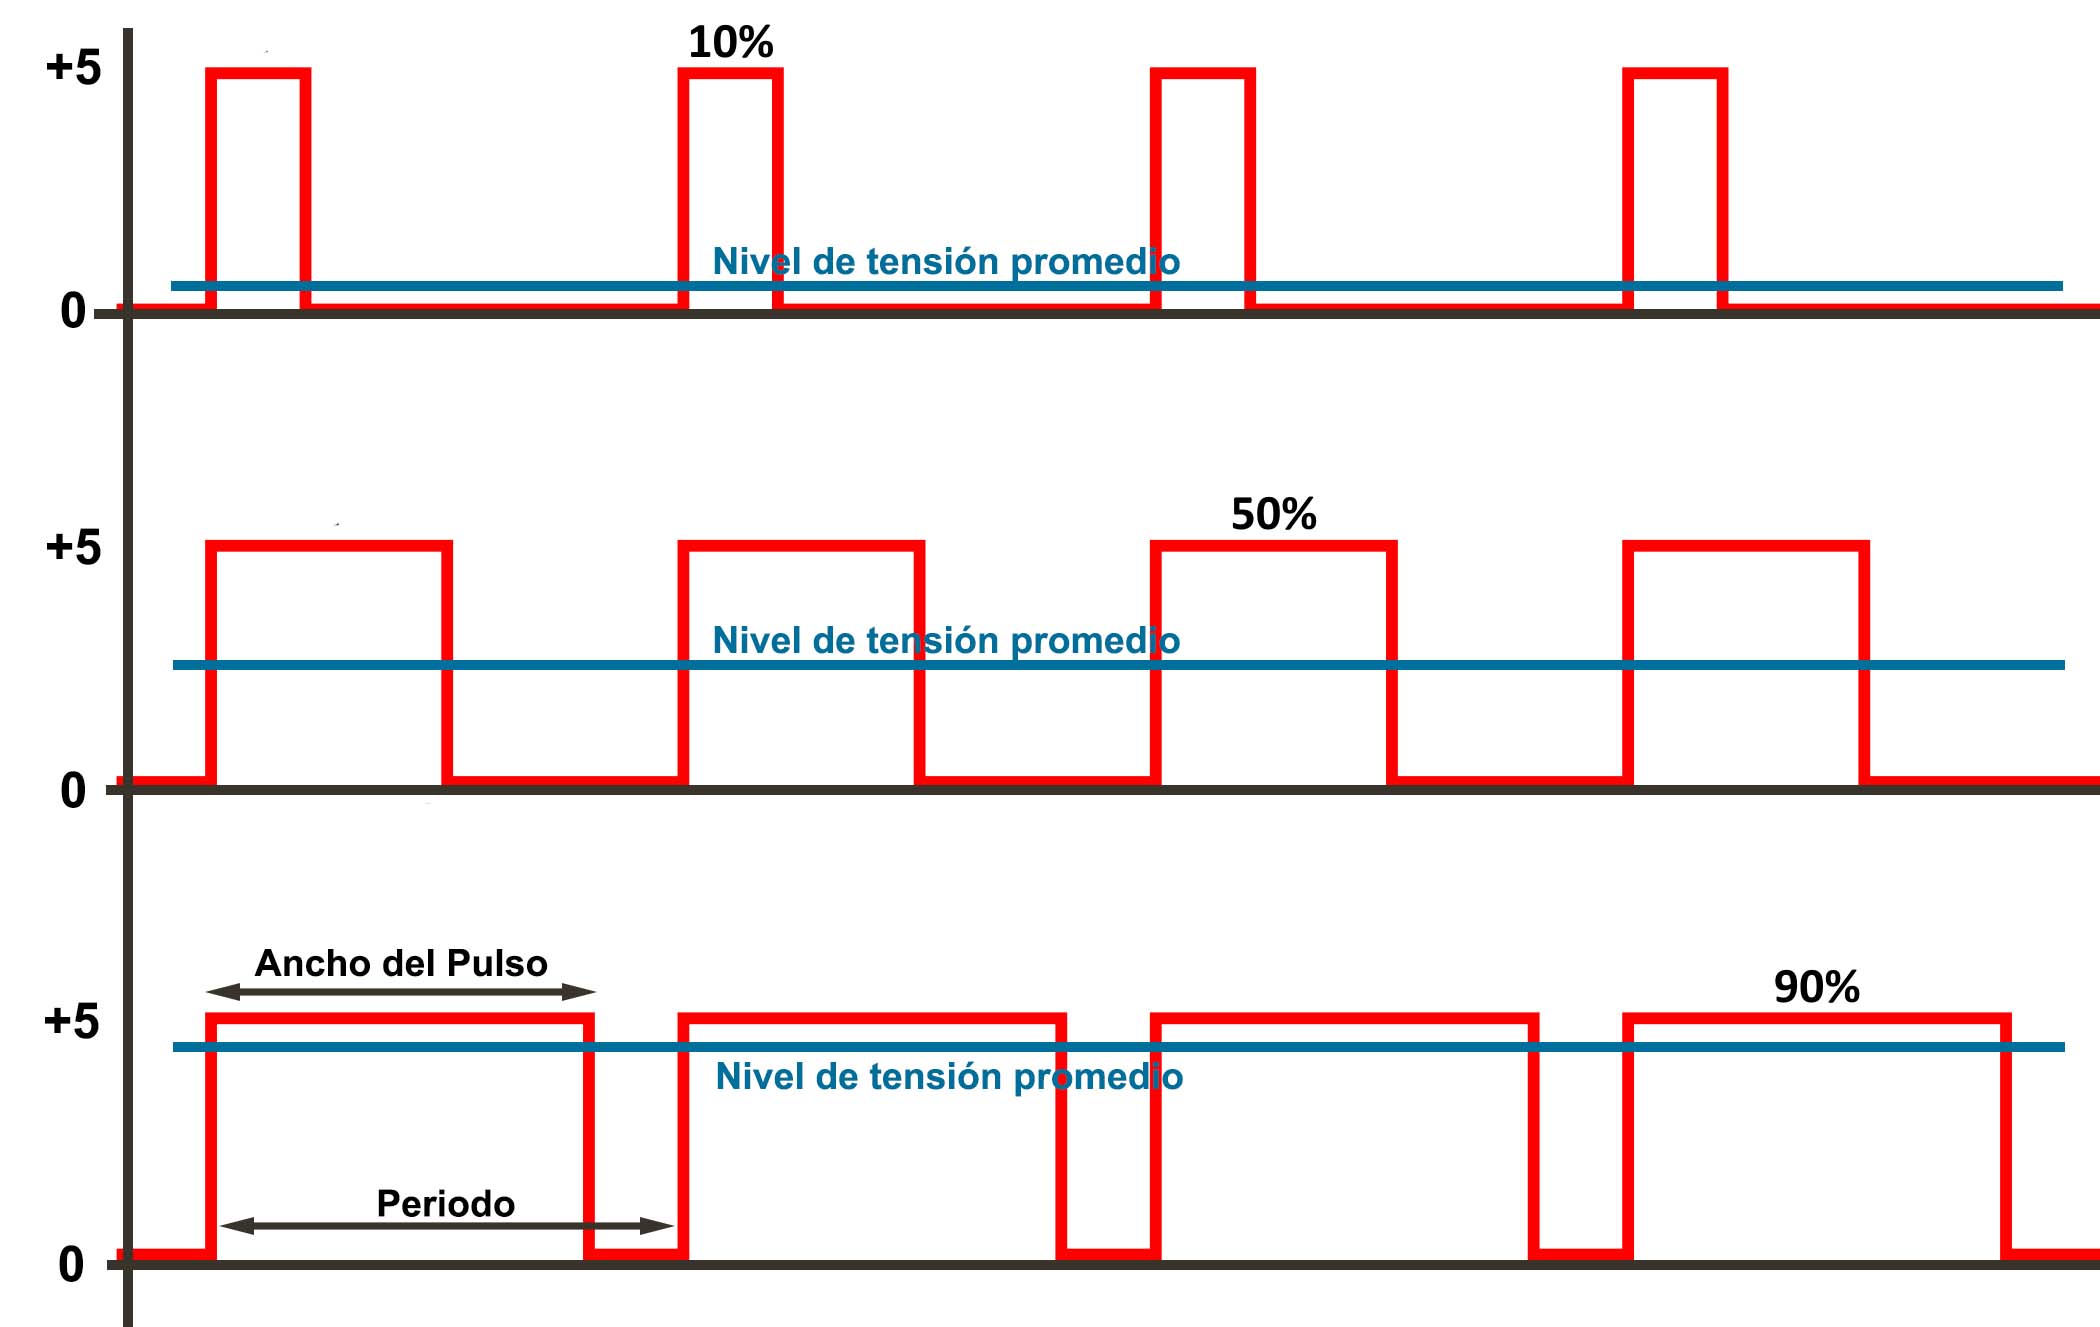 10%
+5
Nivel de tensión promedio
0
50%
+5
Nivel de tensión promedio
0
Ancho del Pulso
90%
+5
Nivel de tensión promedio
Periodo
0